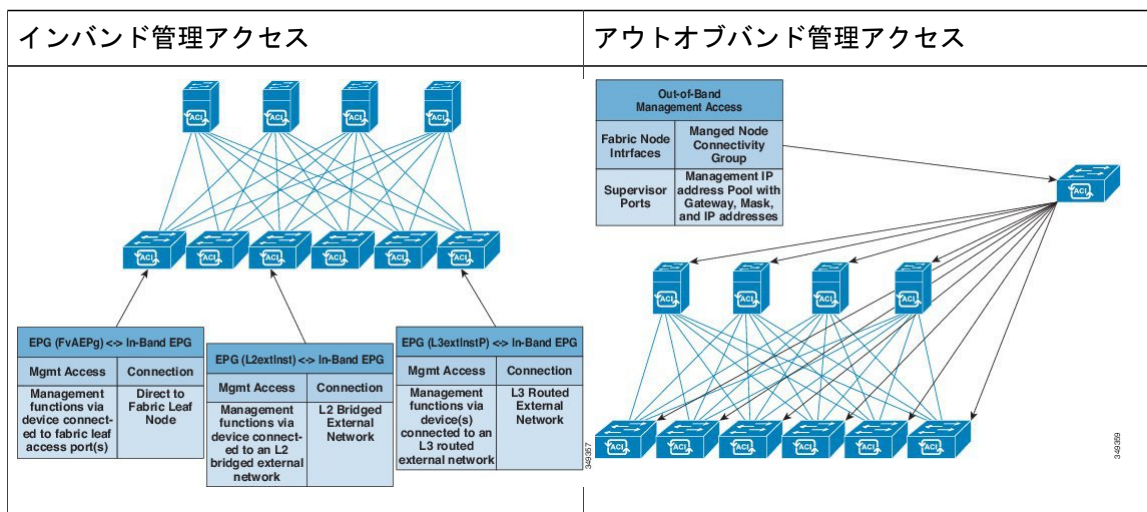 インバンド管理アクセス
アウトオブバンド管理アクセス
ACI
ACI
ACI
ACI
ACI
ACI
ACI
ACI
ACI
ACI
EPG (FvAEPg) <-> In-Band EPG
Mgmt Access
Connection
Management
functions via
device connect-
ed to fabric leaf
access port(s)
Direct to
Fabric Leaf
Node
EPG (L2extInst) <-> In-Band EPG
Mgmt Access
Connection
Management
functions via
device connect-
ed to an L2
bridged external
network
L2 Bridged
External
Network
EPG (L3extInstP) <-> In-Band EPG
Mgmt Access
Connection
Management
functions via
device(s)
connected to an
L3 routed
external network
L3 Routed
External
Network
349357
Out-of-Band
Management Access
Fabric Node
Intrfaces
Manged Node
Connectivity
Group
Supervisor
Ports
Management IP
address Pool with
Gateway, Mask,
and IP addresses
ACI
ACI
ACI
ACI
ACI
ACI
ACI
ACI
ACI
ACI
ACI
349359